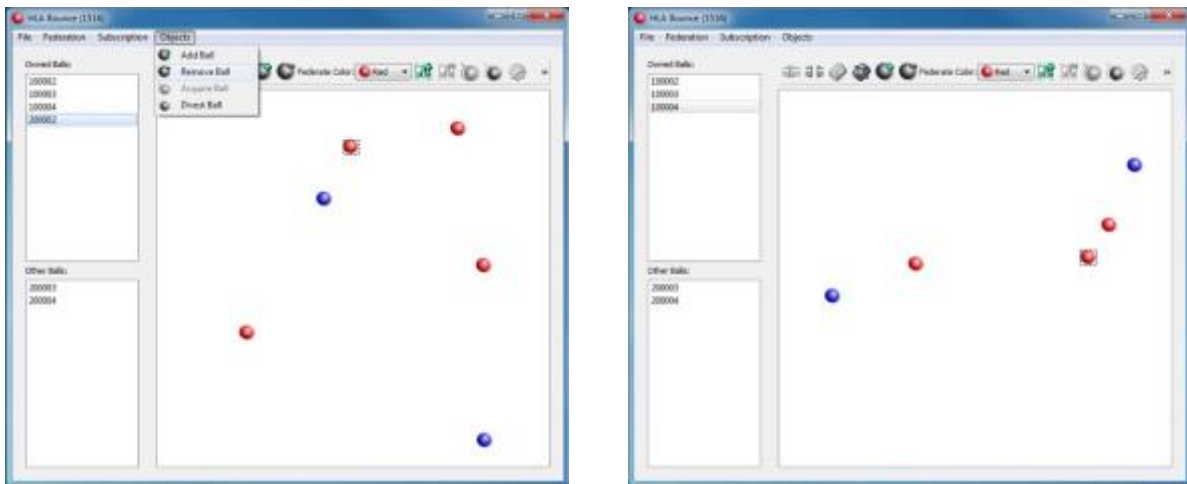 HLA Bounce (1516)
File Federation Subscription Objects
Add Ball
Remove Ball
Acquire Ball
Divest Ball
Federate Color: Red
Owned Balls:
100002
100003
100004
200002
Other Balls:
200003
200004
HLA Bounce (1516)
File Federation Subscription Objects
Federate Color: Red
Owned Balls:
100002
100003
100004
Other Balls:
200003
200004